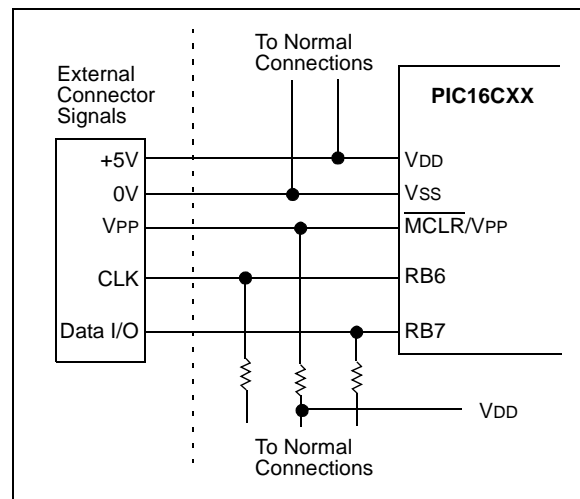 To Normal
Connections
External
Connector
Signals
PIC16CXX
+5V
VDD
0V
VSS
VPP
MCLR/VPP
CLK
RB6
Data I/O
RB7
VDD
To Normal
Connections